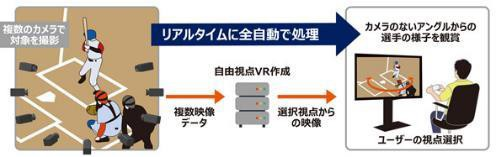 複数のカメラで
対象を撮影
リアルタイムに全自動で処理
自由視点VR作成
複数映像
データ
選択視点から
の映像
カメラのないアングルからの
選手の様子を観賞
ユーザーの視点選択